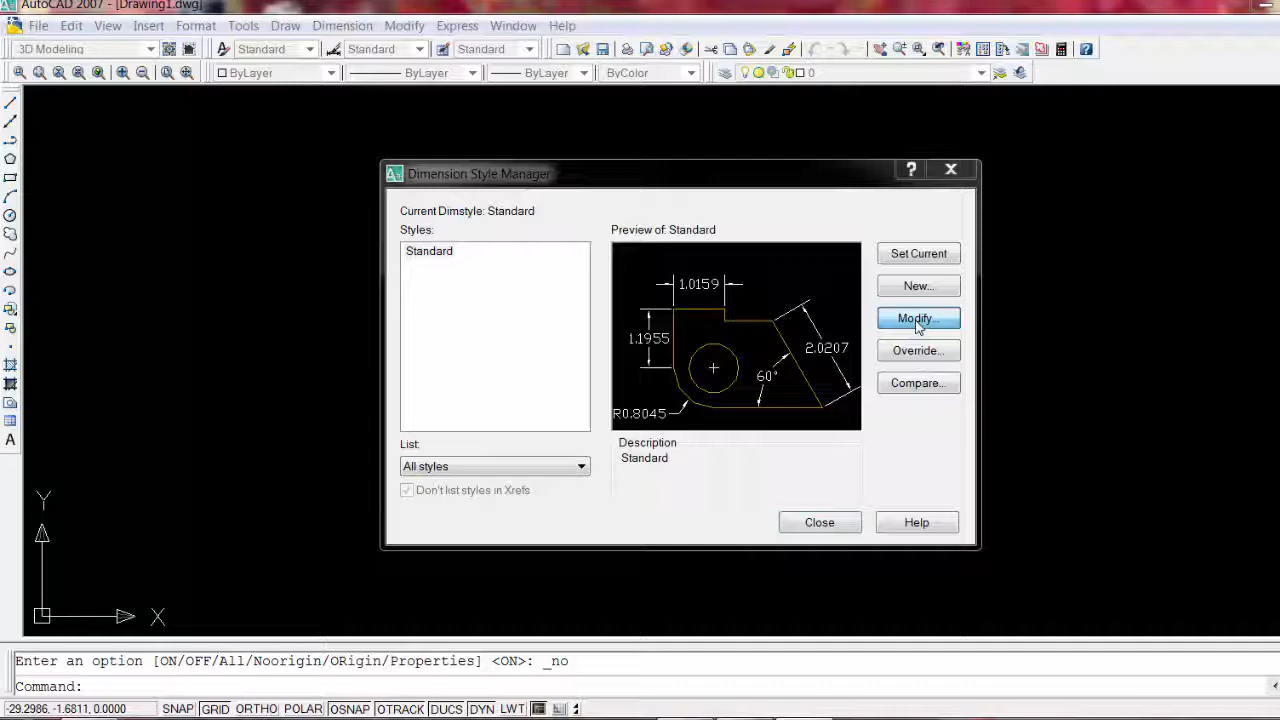 AutoCAD 2007 - [Drawing1.dwg]
File Edit View Insert Format Tools Draw Dimension Modify Express Window Help
3D Modeling Standard Standard Standard
ByLayer ByLayer ByLayer ByColor 0
Dimension Style Manager
Current Dimstyle: Standard
Styles:
Standard
Preview of: Standard
1.0159
1.1955
2.0207
60°
R0.8045
Set Current
New...
Modify...
Override...
Compare...
List:
All styles
Don't list styles in Xrefs
Description
Standard
Close
Help
Y
X
Enter an option [ON/OFF/All/Noorigin/ORigin/Properties] <ON>: _no
Command:
-29.2986, -1.6811, 0.0000 SNAP GRID ORTHO POLAR OSNAP OTRACK DUCS DYN LWT